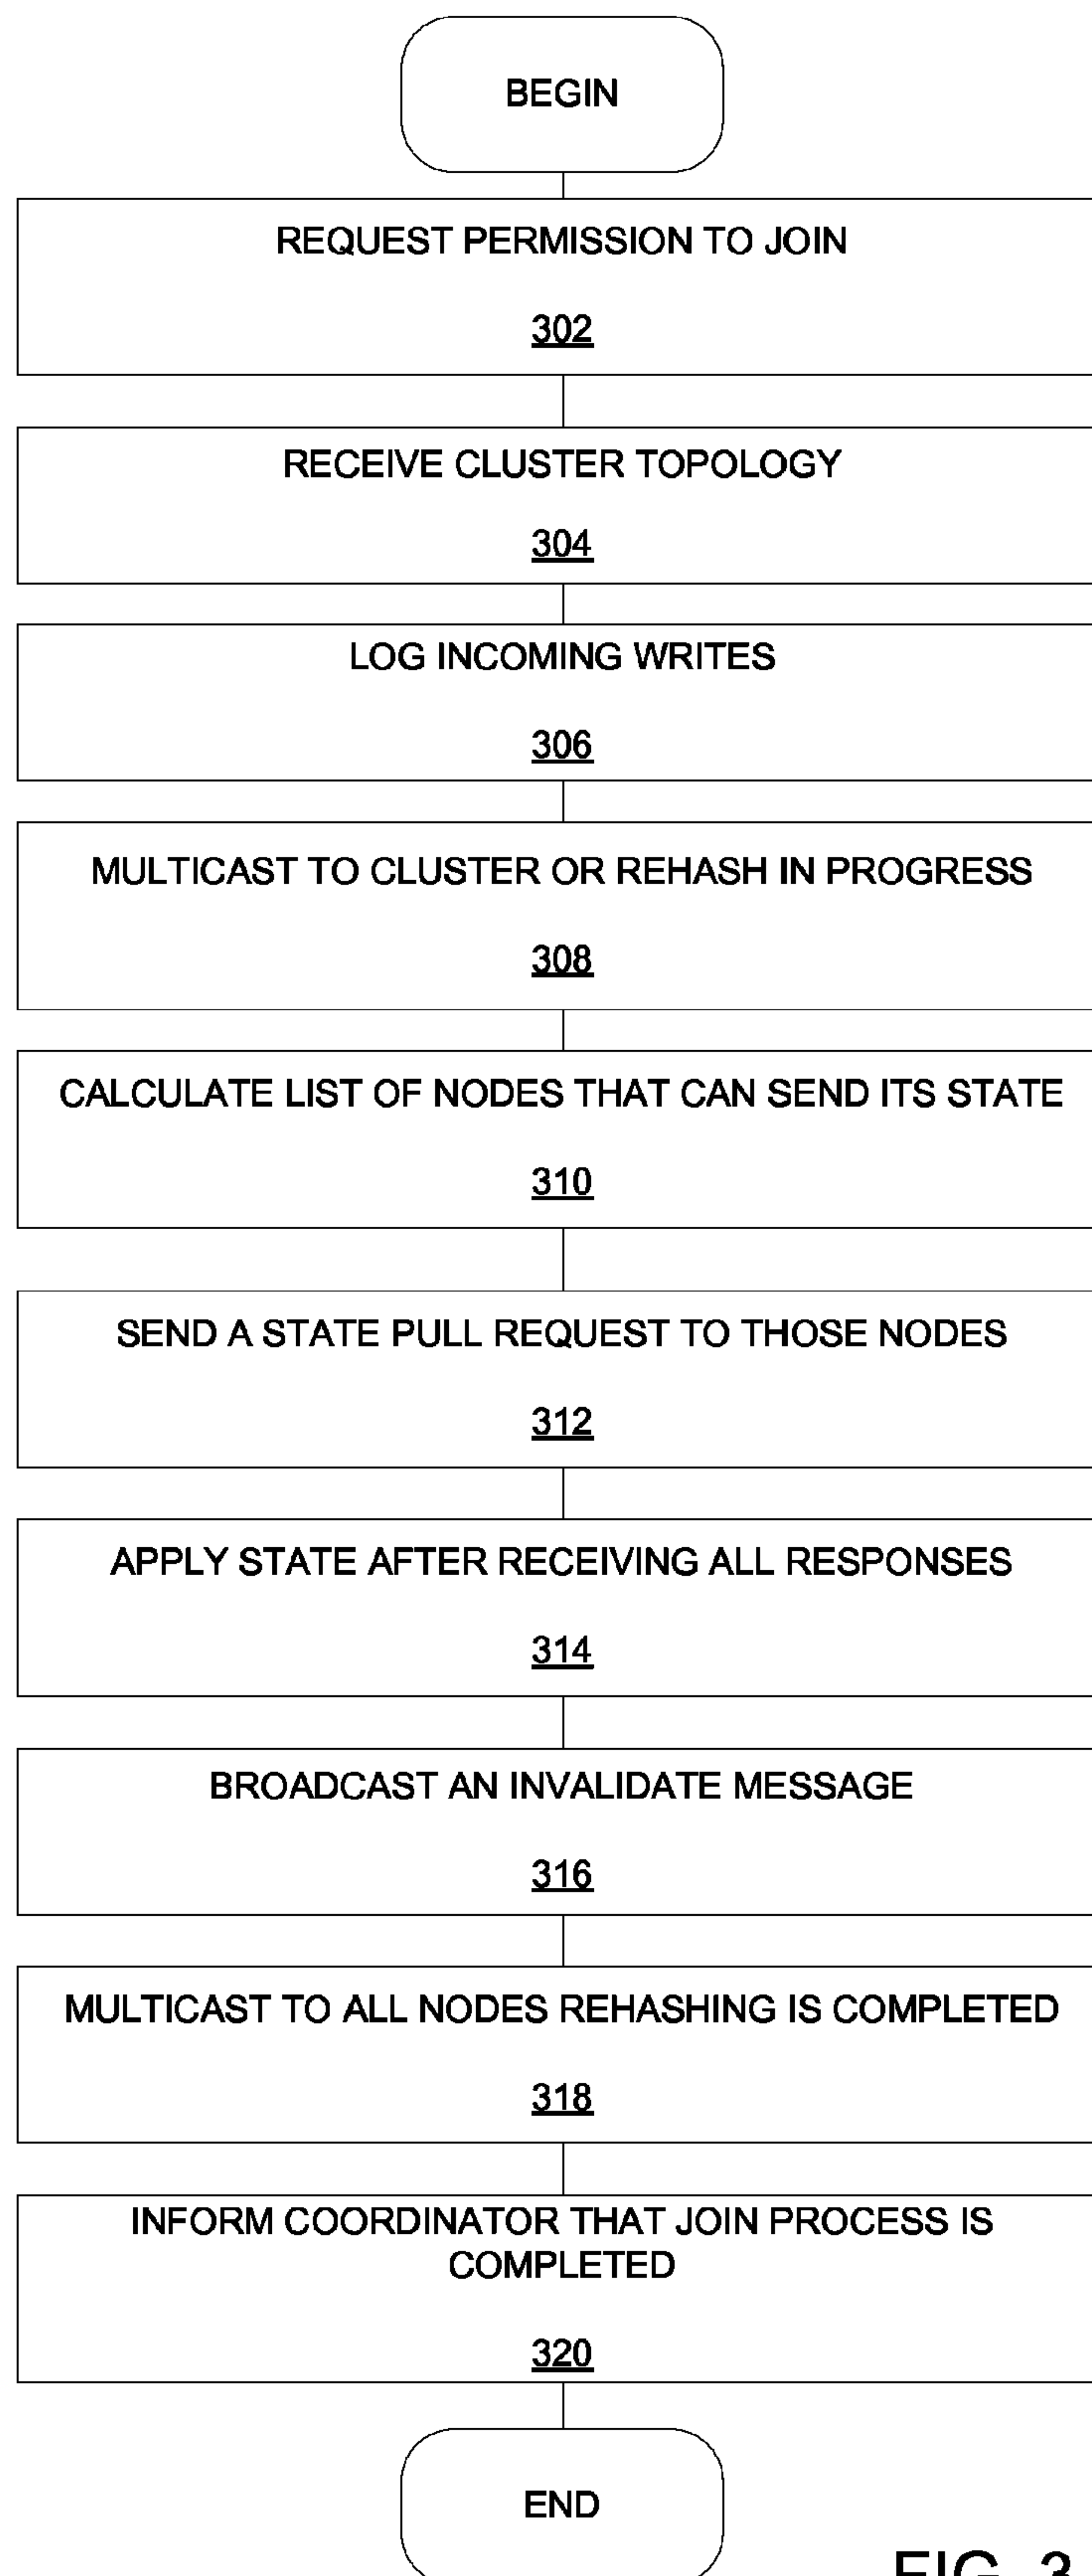 BEGIN
REQUEST PERMISSION TO JOIN
302
RECEIVE CLUSTER TOPOLOGY
304
LOG INCOMING WRITES
306
MULTICAST TO CLUSTER OR REHASH IN PROGRESS
308
CALCULATE LIST OF NODES THAT CAN SEND ITS STATE
310
SEND A STATE PULL REQUEST TO THOSE NODES
312
APPLY STATE AFTER RECEIVING ALL RESPONSES
314
BROADCAST AN INVALIDATE MESSAGE
316
MULTICAST TO ALL NODES REHASHING IS COMPLETED
318
INFORM COORDINATOR THAT JOIN PROCESS IS
COMPLETED
320
END
FIG. 3